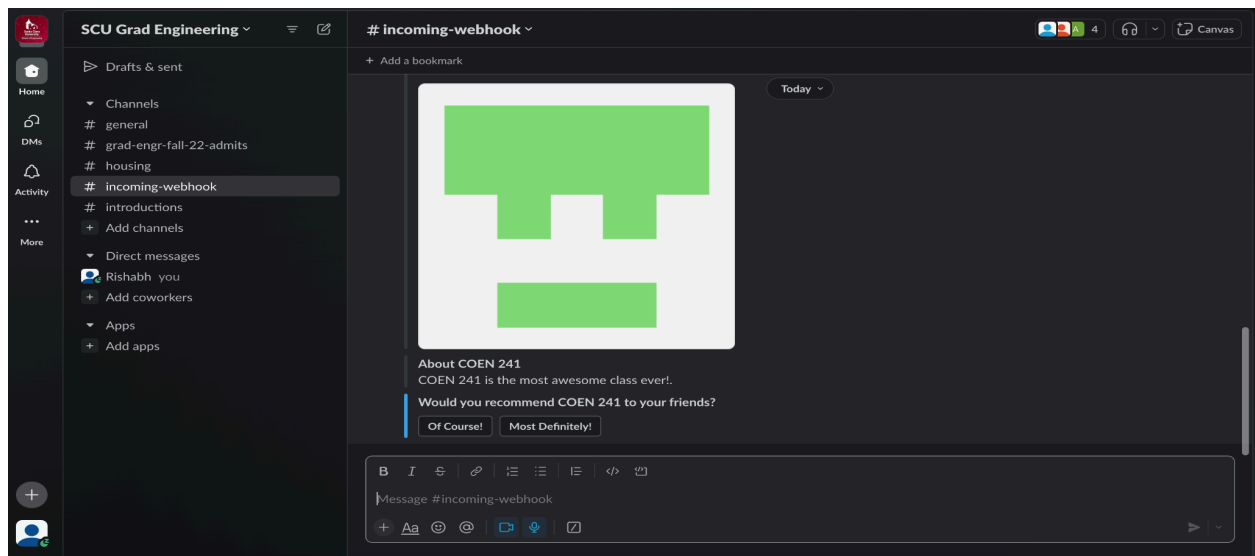 SCU Grad Engineering
# incoming-webhook
4
Canvas
Home
DMs
Activity
More
Drafts & sent
Channels
# general
# grad-engr-fall-22-admits
# housing
# incoming-webhook
# introductions
+ Add channels
Direct messages
Rishabh you
+ Add coworkers
Apps
+ Add apps
+ Add a bookmark
Today
About COEN 241
COEN 241 is the most awesome class ever!.
Would you recommend COEN 241 to your friends?
Of Course! Most Definitely!
B I S
Message #incoming-webhook
+ Aa @